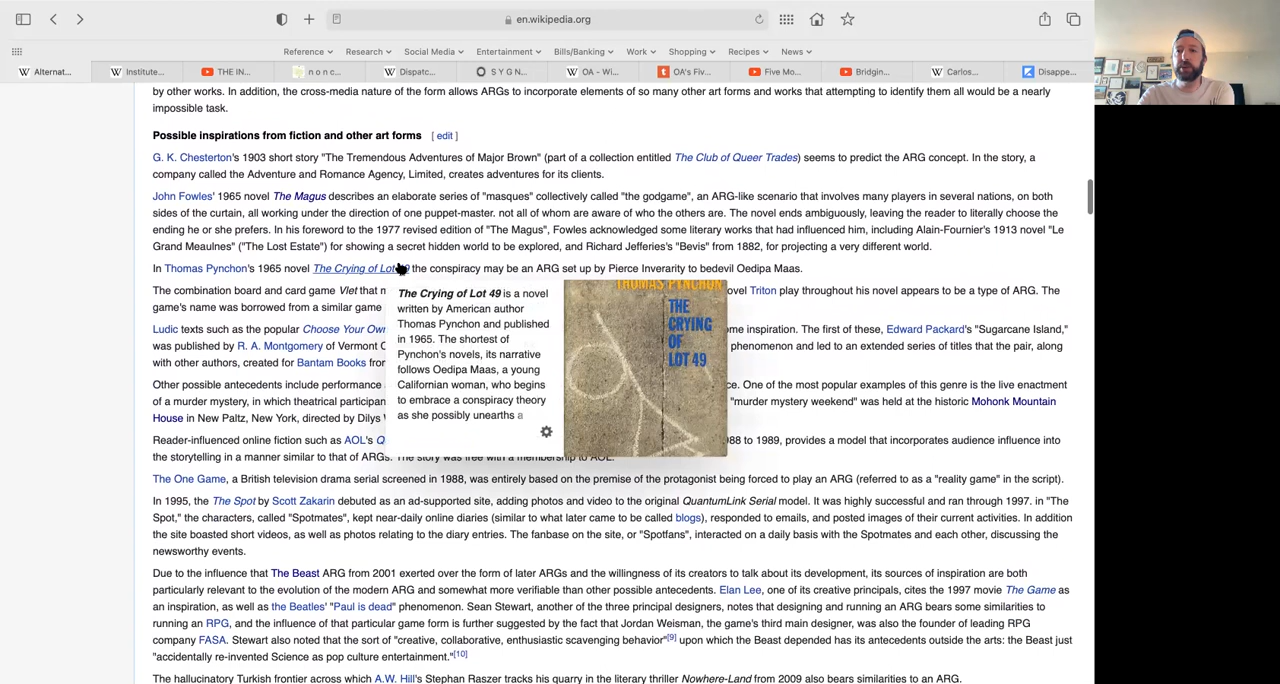 en.wikipedia.org
Reference Research Social Media Entertainment Bills/Banking Work Shopping Recipes News
W Alternat... W Institute... THE IN... n o n c... W Dispatc... S Y G N... W OA - Wi... t OA's Fiv... Five Mo... Bridgin... W Carlos... Disappe...
by other works. In addition, the cross-media nature of the form allows ARGs to incorporate elements of so many other art forms and works that attempting to identify them all would be a nearly
impossible task.
Possible inspirations from fiction and other art forms [ edit ]
G. K. Chesterton's 1903 short story "The Tremendous Adventures of Major Brown" (part of a collection entitled The Club of Queer Trades) seems to predict the ARG concept. In the story, a
company called the Adventure and Romance Agency, Limited, creates adventures for its clients.
John Fowles' 1965 novel The Magus describes an elaborate series of "masques" collectively called "the godgame", an ARG-like scenario that involves many players in several nations, on both
sides of the curtain, all working under the direction of one puppet-master. not all of whom are aware of who the others are. The novel ends ambiguously, leaving the reader to literally choose the
ending he or she prefers. In his foreword to the 1977 revised edition of "The Magus", Fowles acknowledged some literary works that had influenced him, including Alain-Fournier's 1913 novel "Le
Grand Meaulnes" ("The Lost Estate") for showing a secret hidden world to be explored, and Richard Jefferies's "Bevis" from 1882, for projecting a very different world.
In Thomas Pynchon's 1965 novel The Crying of Lot the conspiracy may be an ARG set up by Pierce Inverarity to bedevil Oedipa Maas.
The combination board and card game Vlet that ovel Triton play throughout his novel appears to be a type of ARG. The
game's name was borrowed from a similar game
Ludic texts such as the popular Choose Your Own ome inspiration. The first of these, Edward Packard's "Sugarcane Island,"
was published by R. A. Montgomery of Vermont phenomenon and led to an extended series of titles that the pair, along
with other authors, created for Bantam Books
Other possible antecedents include performance ce. One of the most popular examples of this genre is the live enactment
of a murder mystery, in which theatrical "murder mystery weekend" was held at the historic Mohonk Mountain
House in New Paltz, New York, directed by Dilys
Reader-influenced online fiction such as AOL's 88 to 1989, provides a model that incorporates audience influence into
the storytelling in a manner similar to that of ARGs. The story was free with a membership to AOL.
The One Game, a British television drama serial screened in 1988, was entirely based on the premise of the protagonist being forced to play an ARG (referred to as a "reality game" in the script).
In 1995, the The Spot by Scott Zakarin debuted as an ad-supported site, adding photos and video to the original QuantumLink Serial model. It was highly successful and ran through 1997. in "The
Spot," the characters, called "Spotmates", kept near-daily online diaries (similar to what later came to be called blogs), responded to emails, and posted images of their current activities. In addition
the site boasted short videos, as well as photos relating to the diary entries. The fanbase on the site, or "Spotfans", interacted on a daily basis with the Spotmates and each other, discussing the
newsworthy events.
Due to the influence that The Beast ARG from 2001 exerted over the form of later ARGs and the willingness of its creators to talk about its development, its sources of inspiration are both
particularly relevant to the evolution of the modern ARG and somewhat more verifiable than other possible antecedents. Elan Lee, one of its creative principals, cites the 1997 movie The Game as
an inspiration, as well as the Beatles' "Paul is dead" phenomenon. Sean Stewart, another of the three principal designers, notes that designing and running an ARG bears some similarities to
running an RPG, and the influence of that particular game form is further suggested by the fact that Jordan Weisman, the game's third main designer, was also the founder of leading RPG
company FASA. Stewart also noted that the sort of "creative, collaborative, enthusiastic scavenging behavior"[9] upon which the Beast depended has its antecedents outside the arts: the Beast just
"accidentally re-invented Science as pop culture entertainment."[10]
The hallucinatory Turkish frontier across which A.W. Hill's Stephan Raszer tracks his quarry in the literary thriller Nowhere-Land from 2009 also bears similarities to an ARG.
The Crying of Lot 49 is a novel
written by American author
Thomas Pynchon and published
in 1965. The shortest of
Pynchon's novels, its narrative
follows Oedipa Maas, a young
Californian woman, who begins
to embrace a conspiracy theory
as she possibly unearths a
THOMAS PYNCHON
THE
CRYING
OF
LOT 49